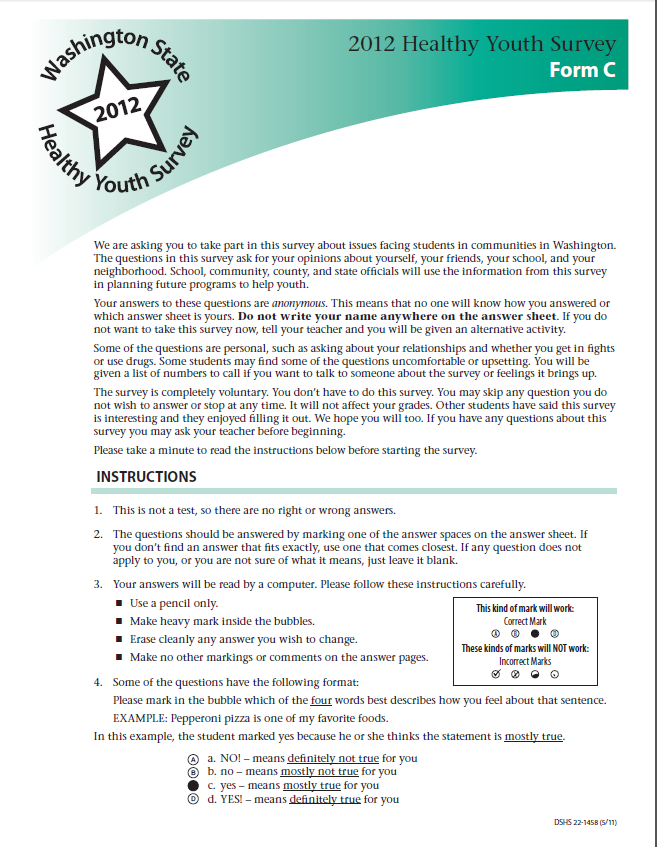 Washington State
2012
Healthy Youth Survey
2012 Healthy Youth Survey
Form C
We are asking you to take part in this survey about issues facing students in communities in Washington.
The questions in this survey ask for your opinions about yourself, your friends, your school, and your
neighborhood. School, community, county, and state officials will use the information from this survey
in planning future programs to help youth.
Your answers to these questions are anonymous. This means that no one will know how you answered or
which answer sheet is yours. Do not write your name anywhere on the answer sheet. If you do
not want to take this survey now, tell your teacher and you will be given an alternative activity.
Some of the questions are personal, such as asking about your relationships and whether you get in fights
or use drugs. Some students may find some of the questions uncomfortable or upsetting. You will be
given a list of numbers to call if you want to talk to someone about the survey or feelings it brings up.
The survey is completely voluntary. You don't have to do this survey. You may skip any question you do
not wish to answer or stop at any time. It will not affect your grades. Other students have said this survey
is interesting and they enjoyed filling it out. We hope you will too. If you have any questions about this
survey you may ask your teacher before beginning.
Please take a minute to read the instructions below before starting the survey.
INSTRUCTIONS
1. This is not a test, so there are no right or wrong answers.
2. The questions should be answered by marking one of the answer spaces on the answer sheet. If
you don't find an answer that fits exactly, use one that comes closest. If any question does not
apply to you, or you are not sure of what it means, just leave it blank.
3. Your answers will be read by a computer. Please follow these instructions carefully.
■ Use a pencil only.
■ Make heavy mark inside the bubbles.
■ Erase cleanly any answer you wish to change.
■ Make no other markings or comments on the answer pages.
This kind of mark will work:
Correct Mark
A B D
These kinds of marks will NOT work:
Incorrect Marks
4. Some of the questions have the following format:
Please mark in the bubble which of the four words best describes how you feel about that sentence.
EXAMPLE: Pepperoni pizza is one of my favorite foods.
In this example, the student marked yes because he or she thinks the statement is mostly true.
A a. NO! – means definitely not true for you
B b. no – means mostly not true for you
c. yes – means mostly true for you
D d. YES! – means definitely true for you
DSHS 22-1458 (5/11)